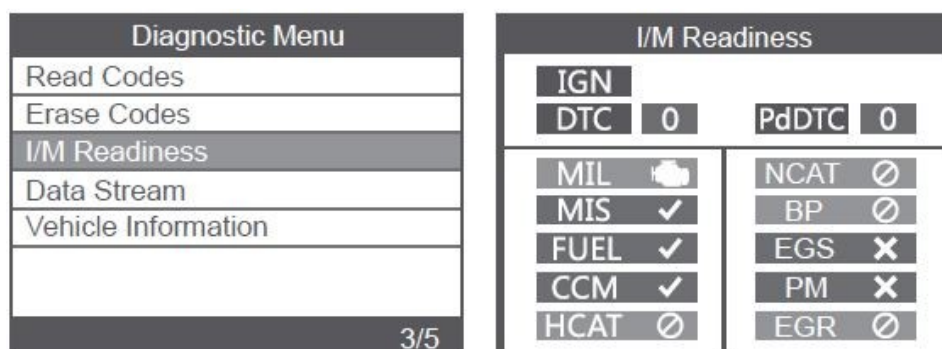 Diagnostic Menu
Read Codes
Erase Codes
I/M Readiness
Data Stream
Vehicle Information
3/5
I/M Readiness
IGN
DTC 0 PdDTC 0
MIL
MIS
FUEL
CCM
HCAT
NCAT
BP
EGS
PM
EGR